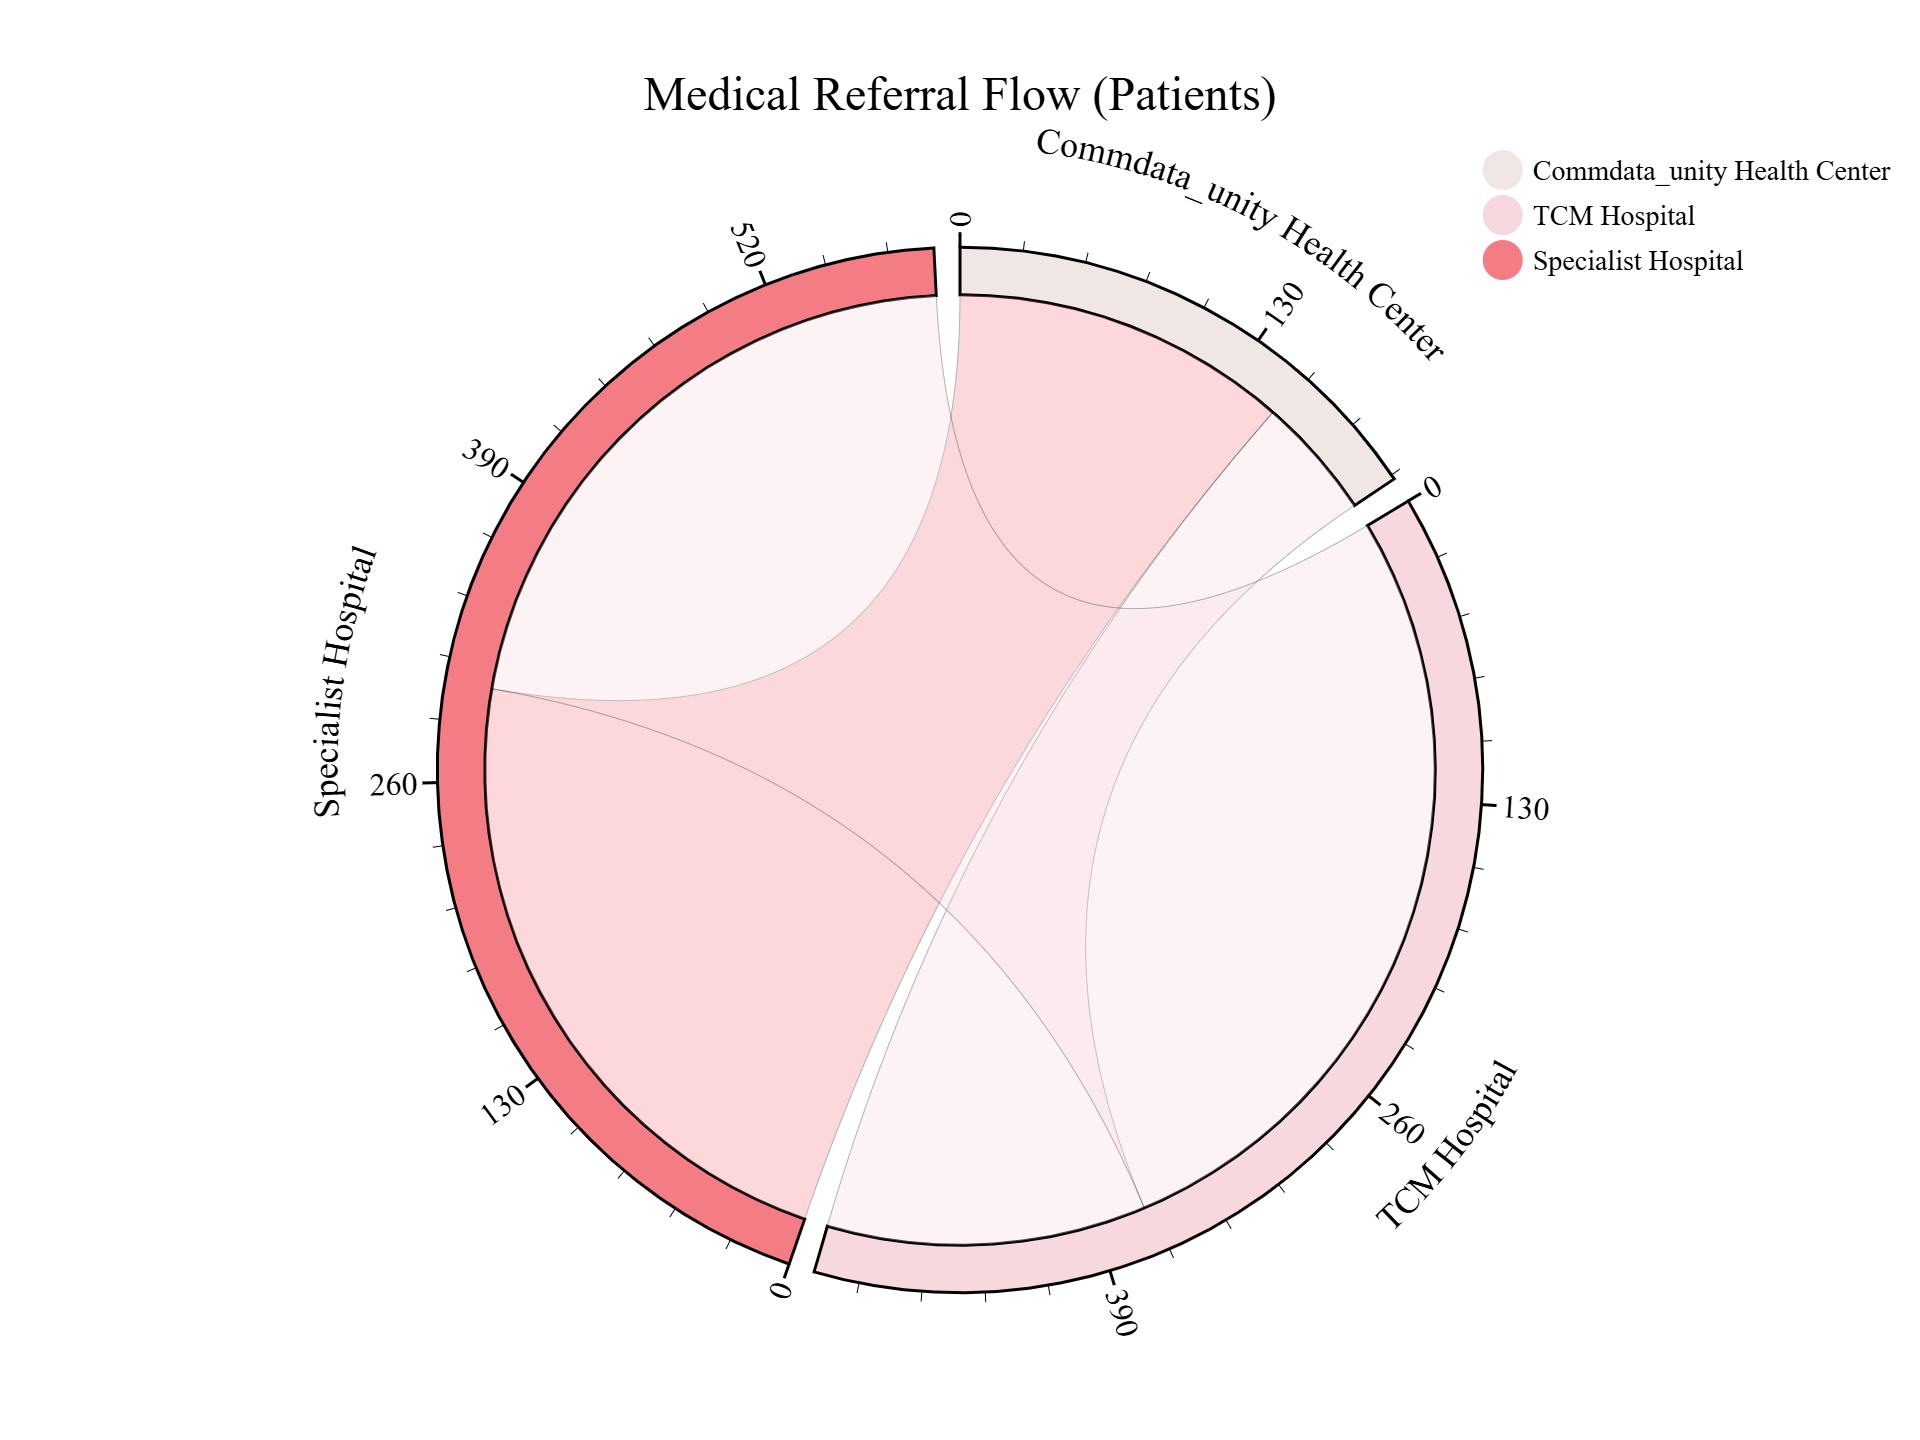 Medical Referral Flow (Patients)
Commdata_unity Health Center
TCM Hospital
Specialist Hospital
Commdata_unity Health Center
0
130
TCM Hospital
0
130
260
390
Specialist Hospital
0
130
260
390
520